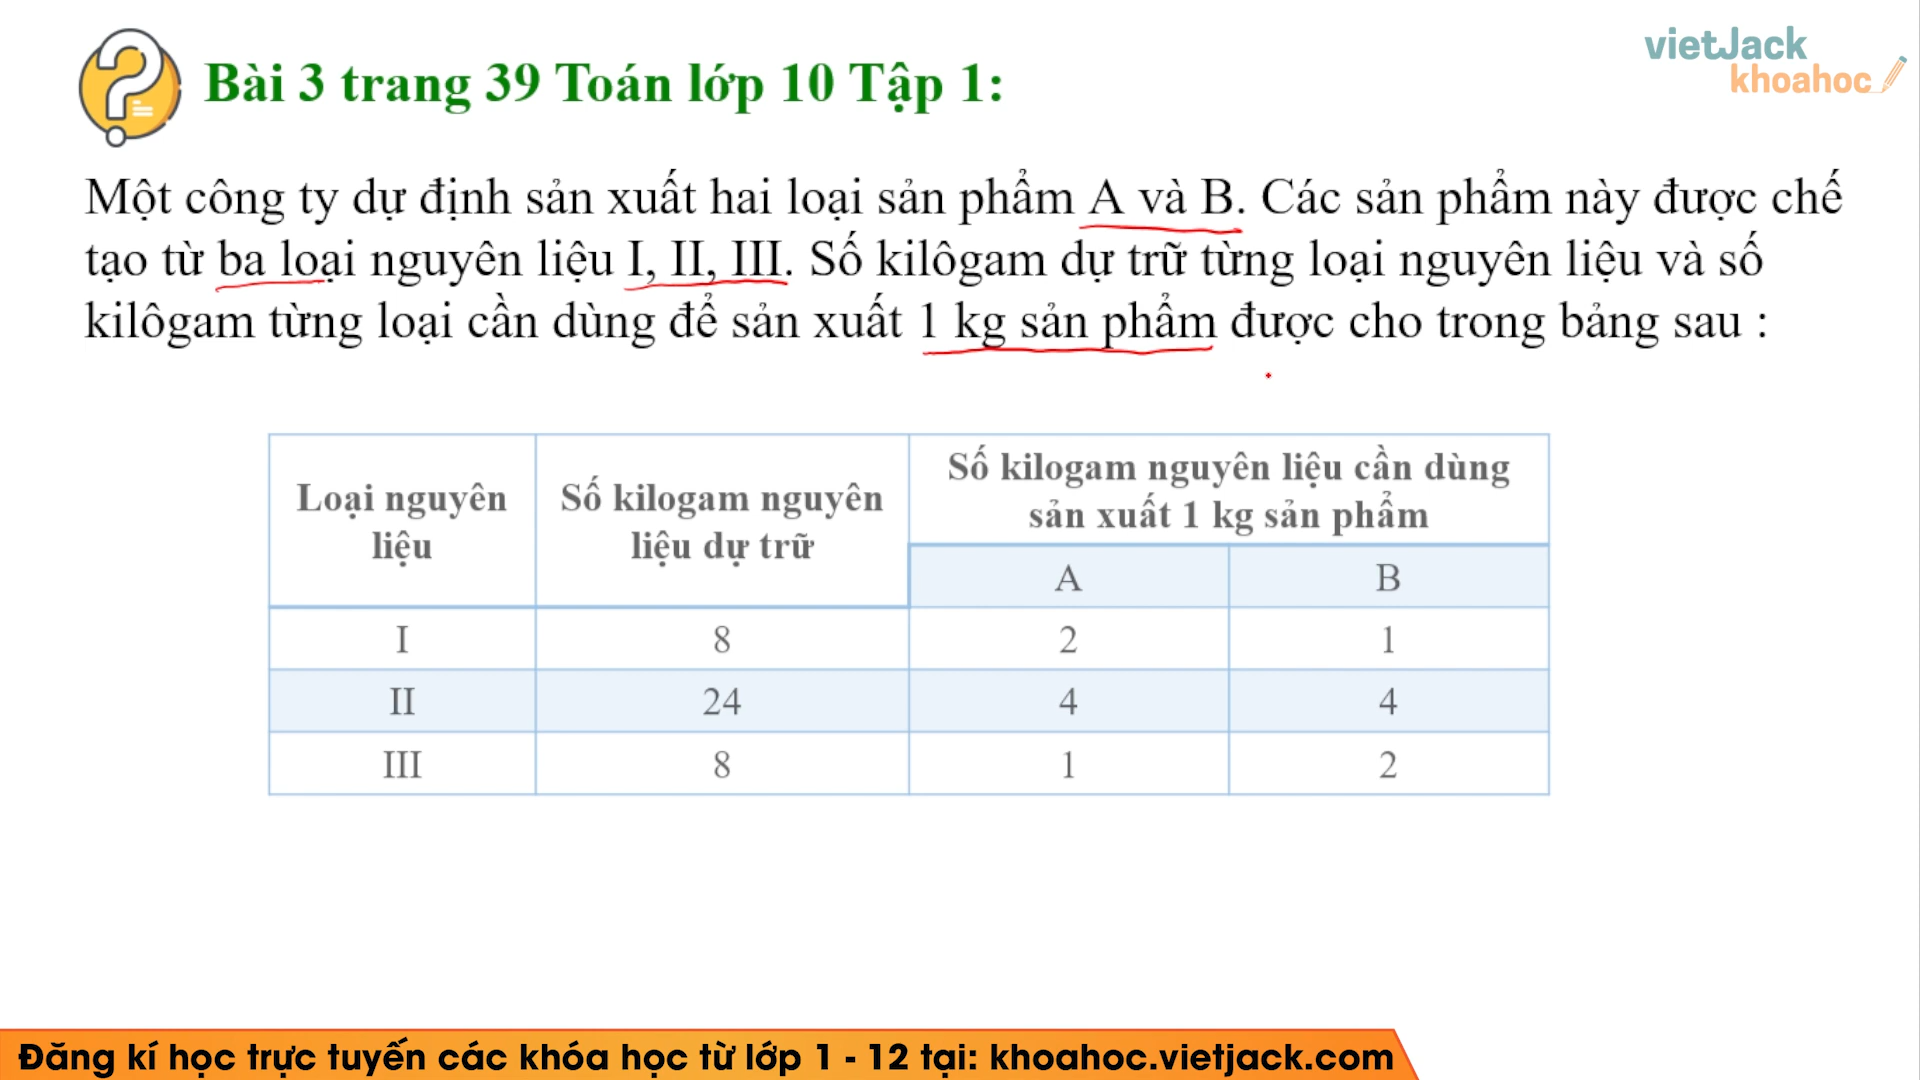 vietJack
khoahoc
Bài 3 trang 39 Toán lớp 10 Tập 1:
Một công ty dự định sản xuất hai loại sản phẩm A và B. Các sản phẩm này được chế
tạo từ ba loại nguyên liệu I, II, III. Số kilôgam dự trữ từng loại nguyên liệu và số
kilôgam từng loại cần dùng để sản xuất 1 kg sản phẩm được cho trong bảng sau :
Loại nguyên
liệu
Số kilogam nguyên
liệu dự trữ
Số kilogam nguyên liệu cần dùng
sản xuất 1 kg sản phẩm
A B
I 8 2 1
II 24 4 4
III 8 1 2
Đăng kí học trực tuyến các khóa học từ lớp 1 - 12 tại: khoahoc.vietjack.com